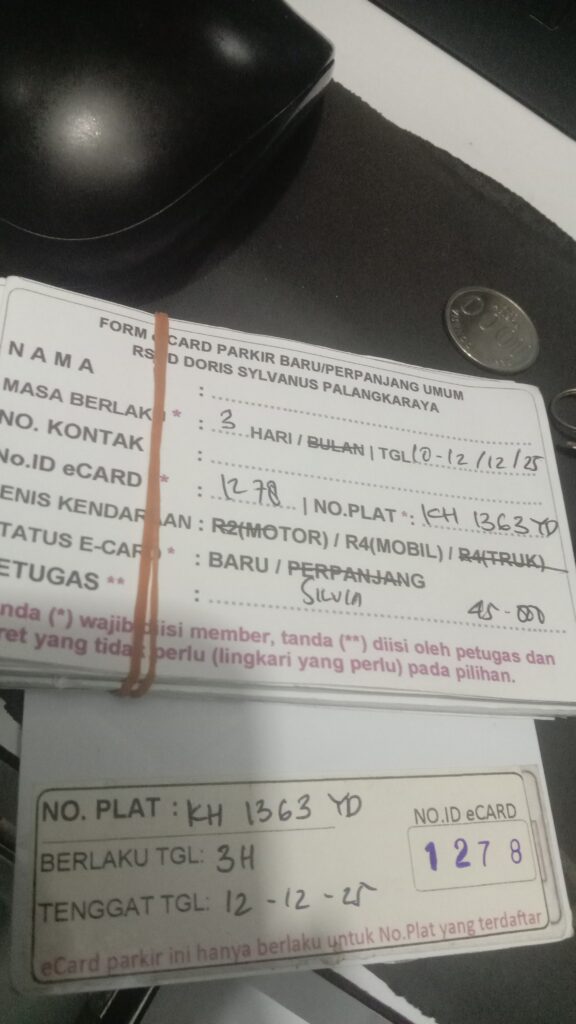 FORM eCARD PARKIR BARU/PERPANJANG UMUM
RSUD DORIS SYLVANUS PALANGKARAYA
NAMA :
MASA BERLAKU * : 3 HARI / BULAN | TGL 10-12/12/25
NO. KONTAK :
No.ID eCARD * : 1278 | NO.PLAT * : KH 1363 YD
JENIS KENDARAAN : R2(MOTOR) / R4(MOBIL) / R4(TRUK)
STATUS E-CARD * : BARU / PERPANJANG
PETUGAS ** : SILVIA 45-000
anda (*) wajib diisi member, tanda (**) diisi oleh petugas dan
ret yang tidak perlu (lingkari yang perlu) pada pilihan.
NO. PLAT : KH 1363 YD
NO.ID eCARD
1278
BERLAKU TGL: 3H
TENGGAT TGL: 12-12-25
eCard parkir ini hanya berlaku untuk No.Plat yang terdaftar